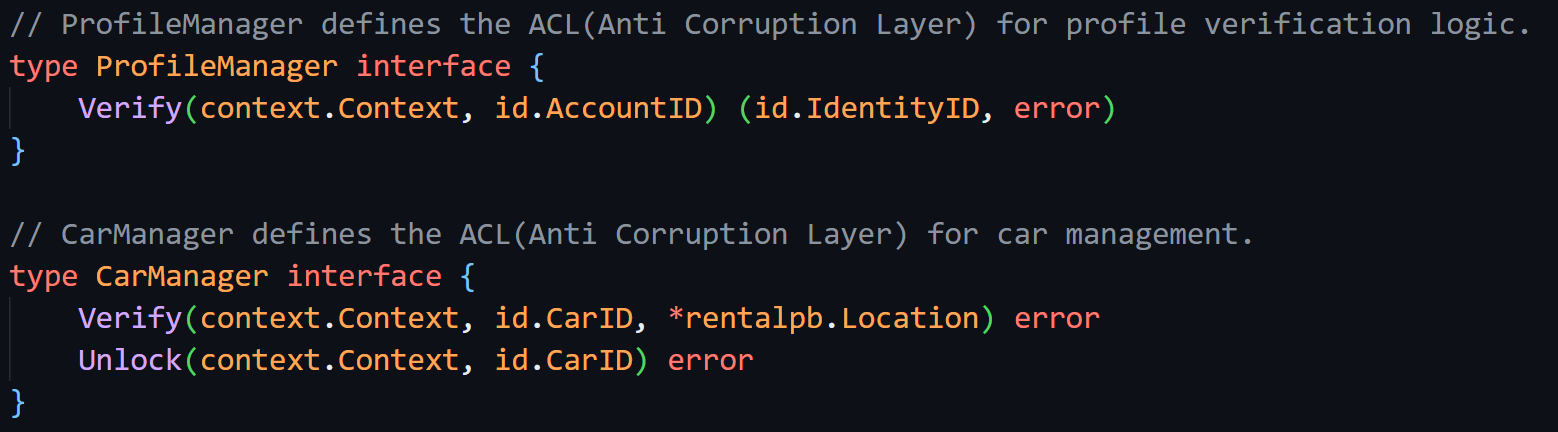 // ProfileManager defines the ACL(Anti Corruption Layer) for profile verification logic.
type ProfileManager interface {
    Verify(context.Context, id.AccountID) (id.IdentityID, error)
}

// CarManager defines the ACL(Anti Corruption Layer) for car management.
type CarManager interface {
    Verify(context.Context, id.CarID, *rentalpb.Location) error
    Unlock(context.Context, id.CarID) error
}